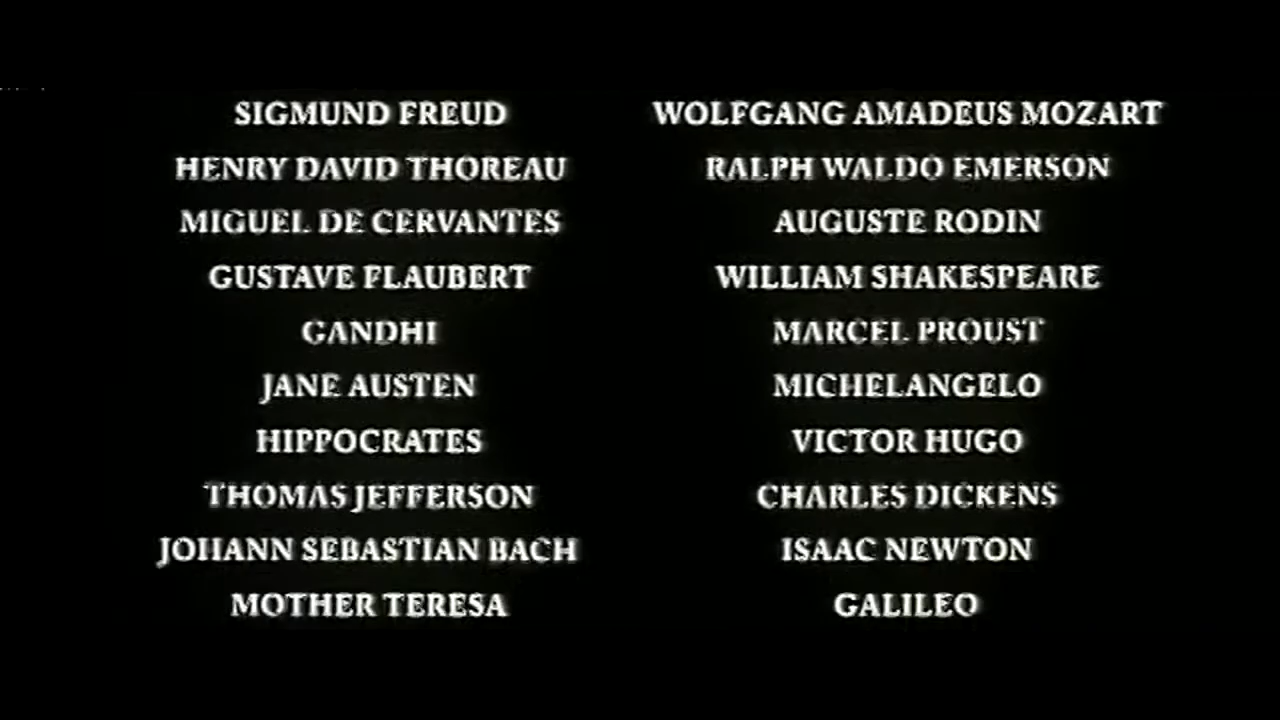 SIGMUND FREUD
WOLFGANG AMADEUS MOZART
HENRY DAVID THOREAU
RALPH WALDO EMERSON
MIGUEL DE CERVANTES
AUGUSTE RODIN
GUSTAVE FLAUBERT
WILLIAM SHAKESPEARE
GANDHI
MARCEL PROUST
JANE AUSTEN
MICHELANGELO
HIPPOCRATES
VICTOR HUGO
THOMAS JEFFERSON
CHARLES DICKENS
JOHANN SEBASTIAN BACH
ISAAC NEWTON
MOTHER TERESA
GALILEO